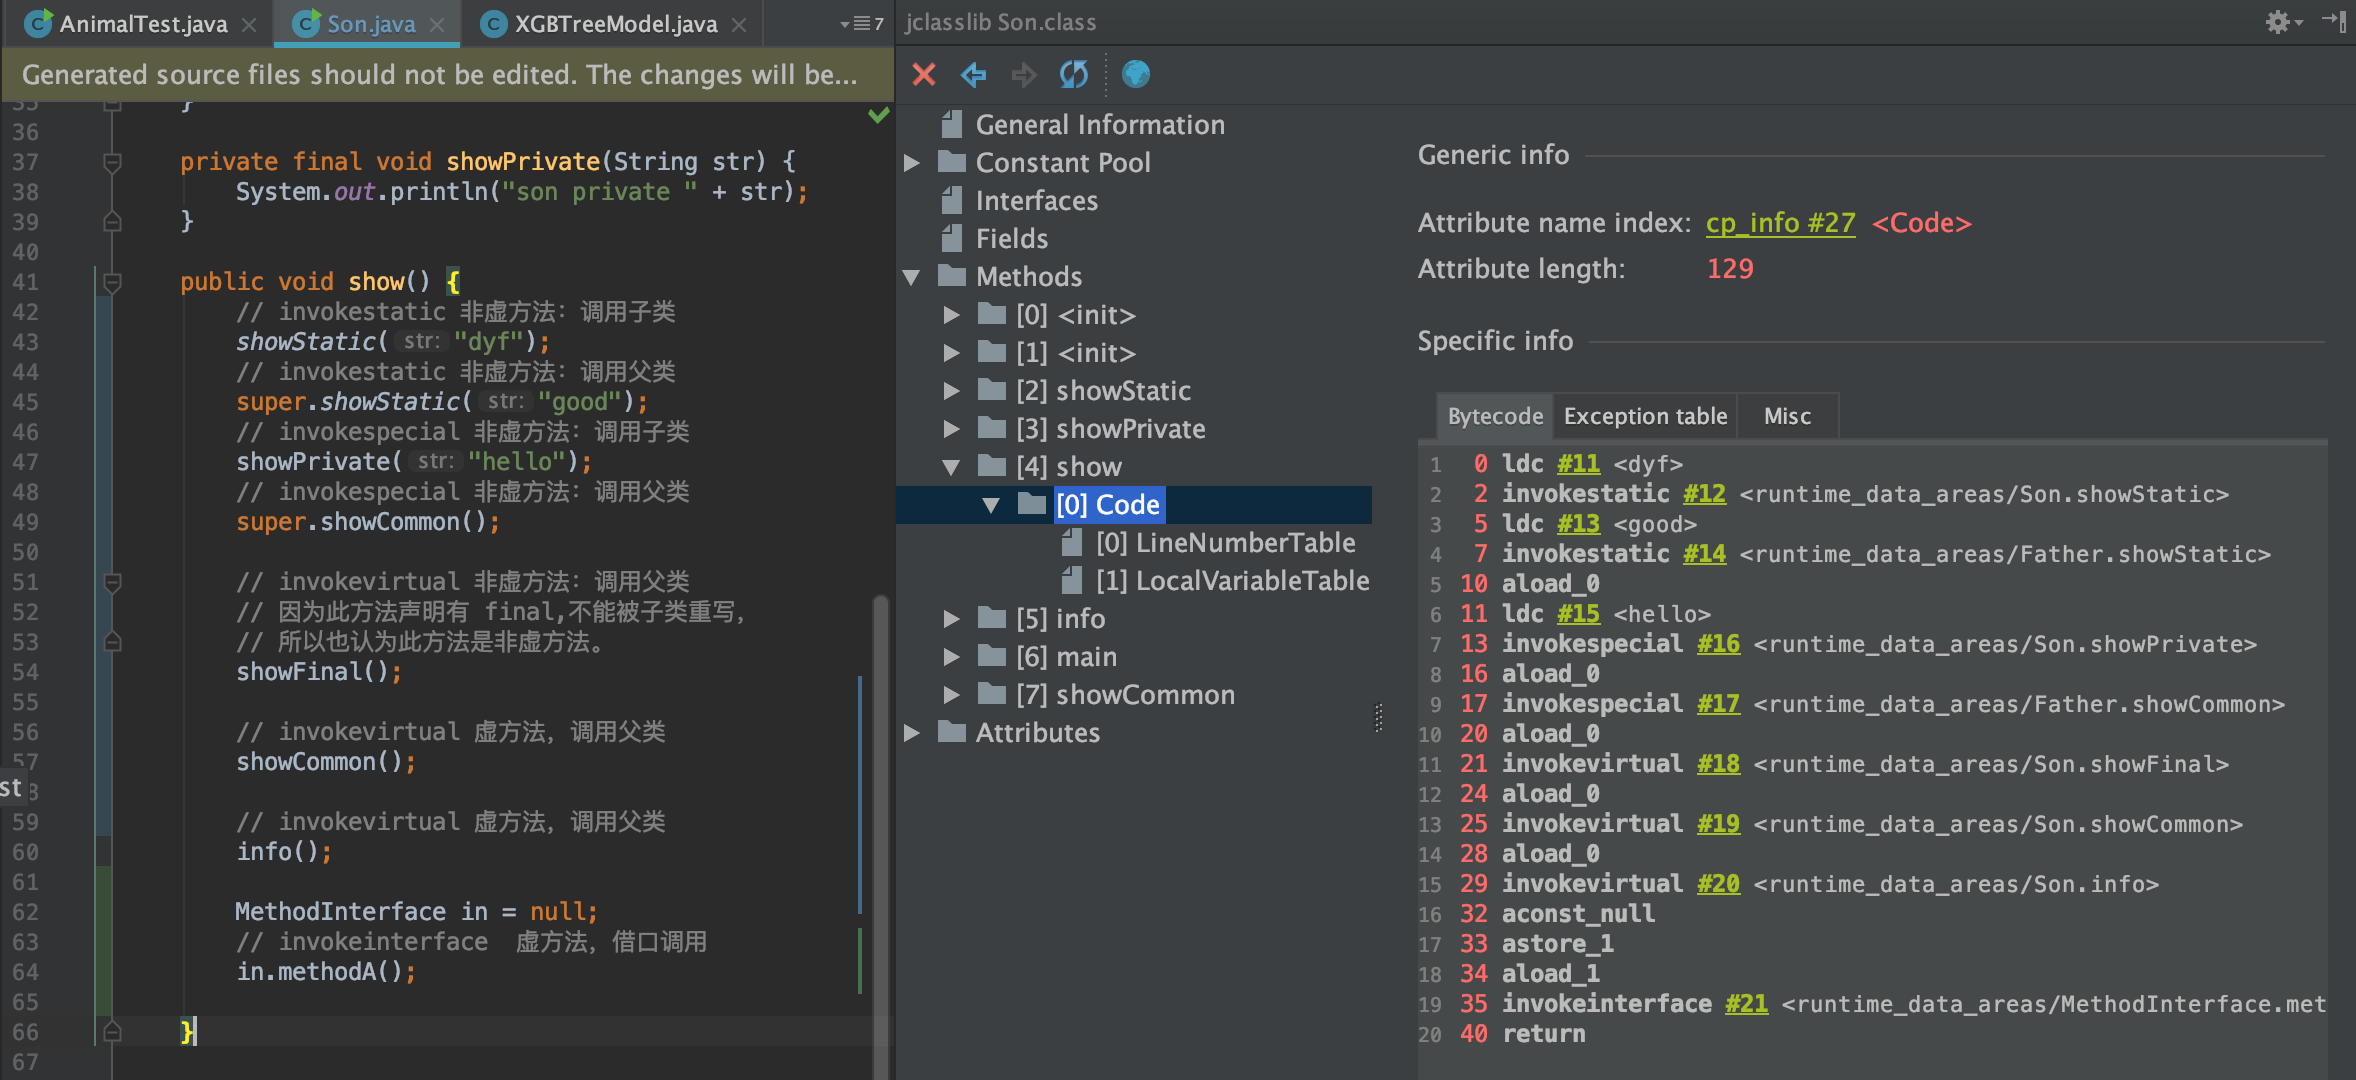 AnimalTest.java
Son.java
XGBTreeModel.java
7
Generated source files should not be edited. The changes will be...
35 }
36
37 private final void showPrivate(String str) {
38 System.out.println("son private " + str);
39 }
40
41 public void show() {
42 // invokestatic 非虚方法：调用子类
43 showStatic( str: "dyf");
44 // invokestatic 非虚方法：调用父类
45 super.showStatic( str: "good");
46 // invokespecial 非虚方法：调用子类
47 showPrivate( str: "hello");
48 // invokespecial 非虚方法：调用父类
49 super.showCommon();
50
51 // invokevirtual 非虚方法：调用父类
52 // 因为此方法声明有 final,不能被子类重写,
53 // 所以也认为此方法是非虚方法。
54 showFinal();
55
56 // invokevirtual 虚方法，调用父类
57 showCommon();
st
59 // invokevirtual 虚方法，调用父类
60 info();
61
62 MethodInterface in = null;
63 // invokeinterface 虚方法，借口调用
64 in.methodA();
65
66 }
67
jclasslib Son.class
General Information
Constant Pool
Interfaces
Fields
Methods
[0] <init>
[1] <init>
[2] showStatic
[3] showPrivate
[4] show
[0] Code
[0] LineNumberTable
[1] LocalVariableTable
[5] info
[6] main
[7] showCommon
Attributes
Generic info
Attribute name index: cp_info #27 <Code>
Attribute length: 129
Specific info
Bytecode Exception table Misc
1 0 ldc #11 <dyf>
2 2 invokestatic #12 <runtime_data_areas/Son.showStatic>
3 5 ldc #13 <good>
4 7 invokestatic #14 <runtime_data_areas/Father.showStatic>
5 10 aload_0
6 11 ldc #15 <hello>
7 13 invokespecial #16 <runtime_data_areas/Son.showPrivate>
8 16 aload_0
9 17 invokespecial #17 <runtime_data_areas/Father.showCommon>
10 20 aload_0
11 21 invokevirtual #18 <runtime_data_areas/Son.showFinal>
12 24 aload_0
13 25 invokevirtual #19 <runtime_data_areas/Son.showCommon>
14 28 aload_0
15 29 invokevirtual #20 <runtime_data_areas/Son.info>
16 32 aconst_null
17 33 astore_1
18 34 aload_1
19 35 invokeinterface #21 <runtime_data_areas/MethodInterface.met
20 40 return